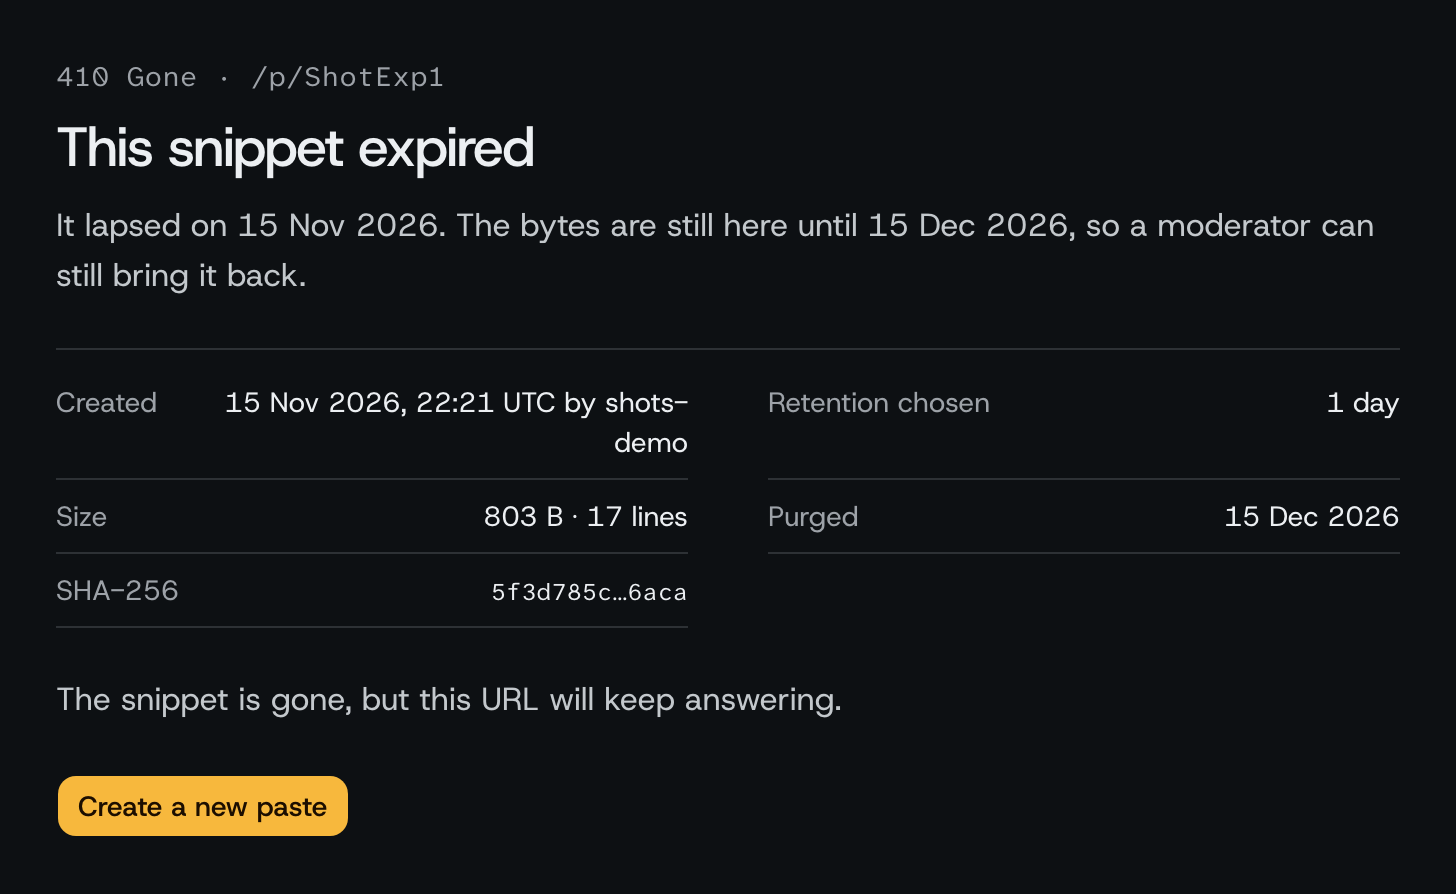 410 Gone · /p/ShotExp1
This snippet expired
It lapsed on 15 Nov 2026. The bytes are still here until 15 Dec 2026, so a moderator can
still bring it back.
Created 15 Nov 2026, 22:21 UTC by shots-
demo
Retention chosen 1 day
Size 803 B · 17 lines
Purged 15 Dec 2026
SHA-256 5f3d785c…6aca
The snippet is gone, but this URL will keep answering.
Create a new paste